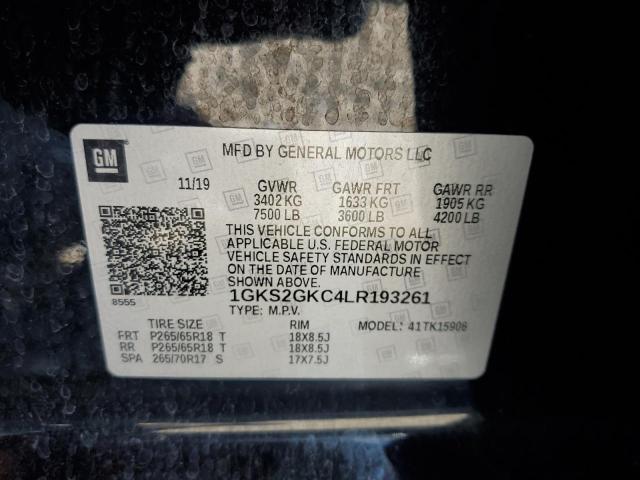 GM
MFD BY GENERAL MOTORS LLC
11/19 GVWR GAWR FRT GAWR RR
3402 KG 1633 KG 1905 KG
7500 LB 3600 LB 4200 LB
THIS VEHICLE CONFORMS TO ALL
APPLICABLE U.S. FEDERAL MOTOR
VEHICLE SAFETY STANDARDS IN EFFECT
ON THE DATE OF MANUFACTURE
SHOWN ABOVE.
8555
1GKS2GKC4LR193261
TYPE: M.P.V.
MODEL: 41TK15906
TIRE SIZE RIM
FRT P265/65R18 T 18X8.5J
RR P265/65R18 T 18X8.5J
SPA 265/70R17 S 17X7.5J